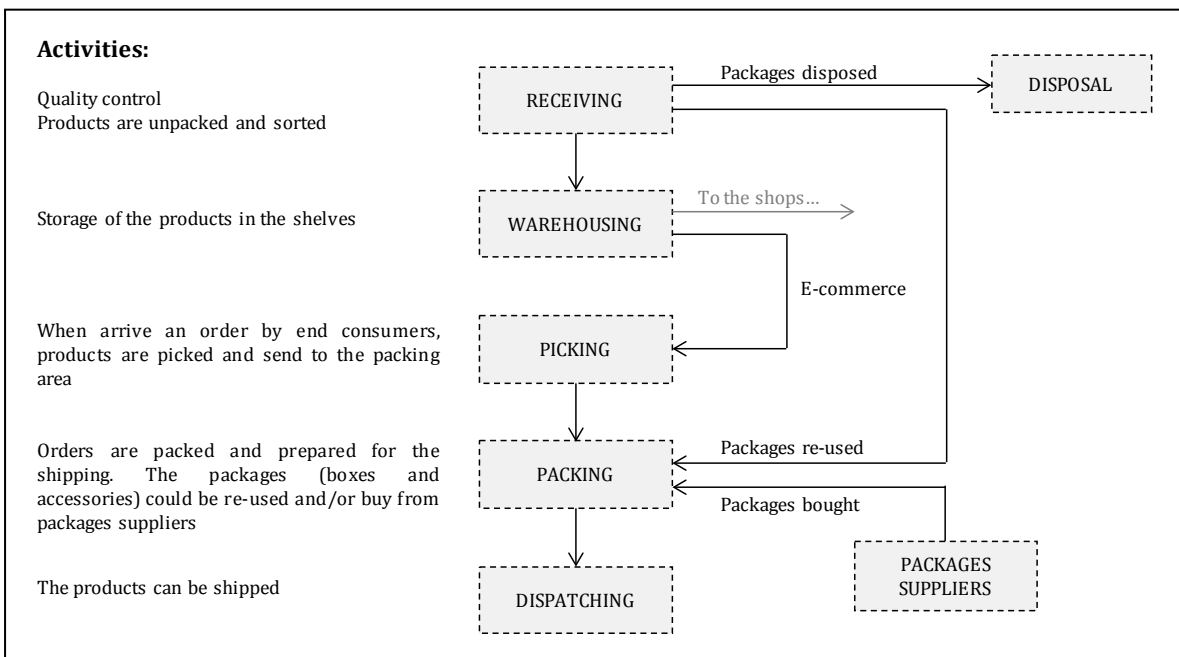 Activities:
Packages disposed
RECEIVING
DISPOSAL
Quality control
Products are unpacked and sorted
To the shops…
Storage of the products in the shelves
WAREHOUSING
E-commerce
When arrive an order by end consumers,
products are picked and send to the packing
area
PICKING
Orders are packed and prepared for the
shipping. The packages (boxes and
accessories) could be re-used and/or buy from
packages suppliers
PACKING
Packages re-used
Packages bought
The products can be shipped
DISPATCHING
PACKAGES
SUPPLIERS